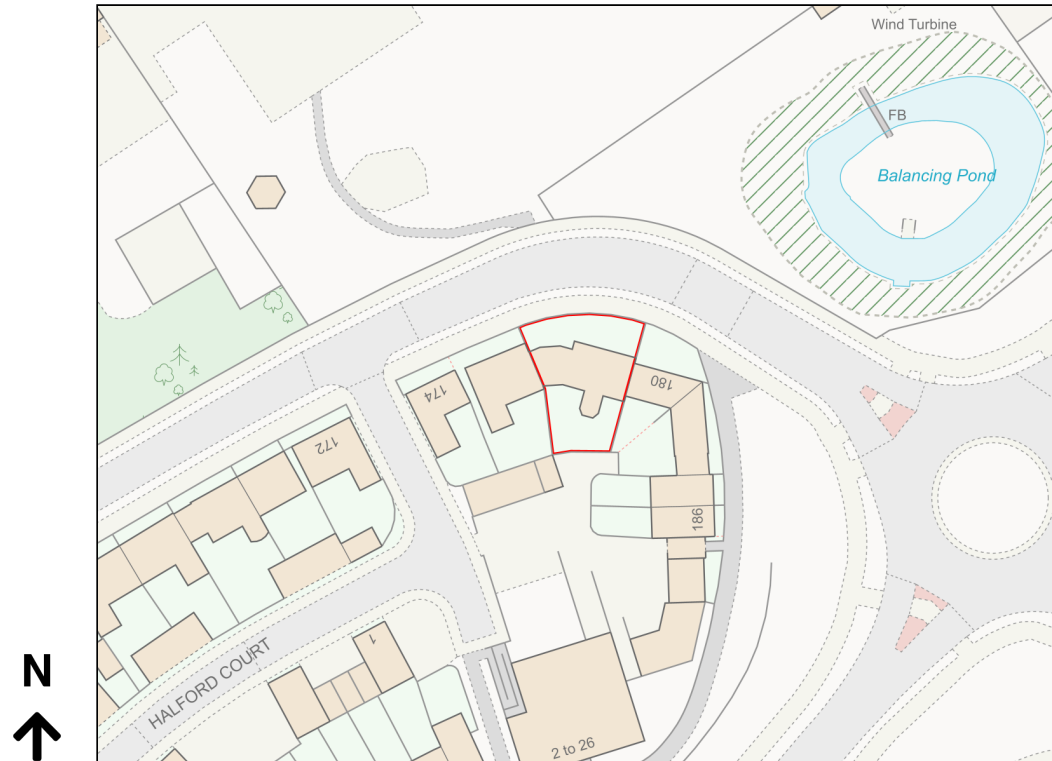 Wind Turbine
FB
Balancing Pond
180
174
172
186
N
HALFORD COURT
1
2 to 26